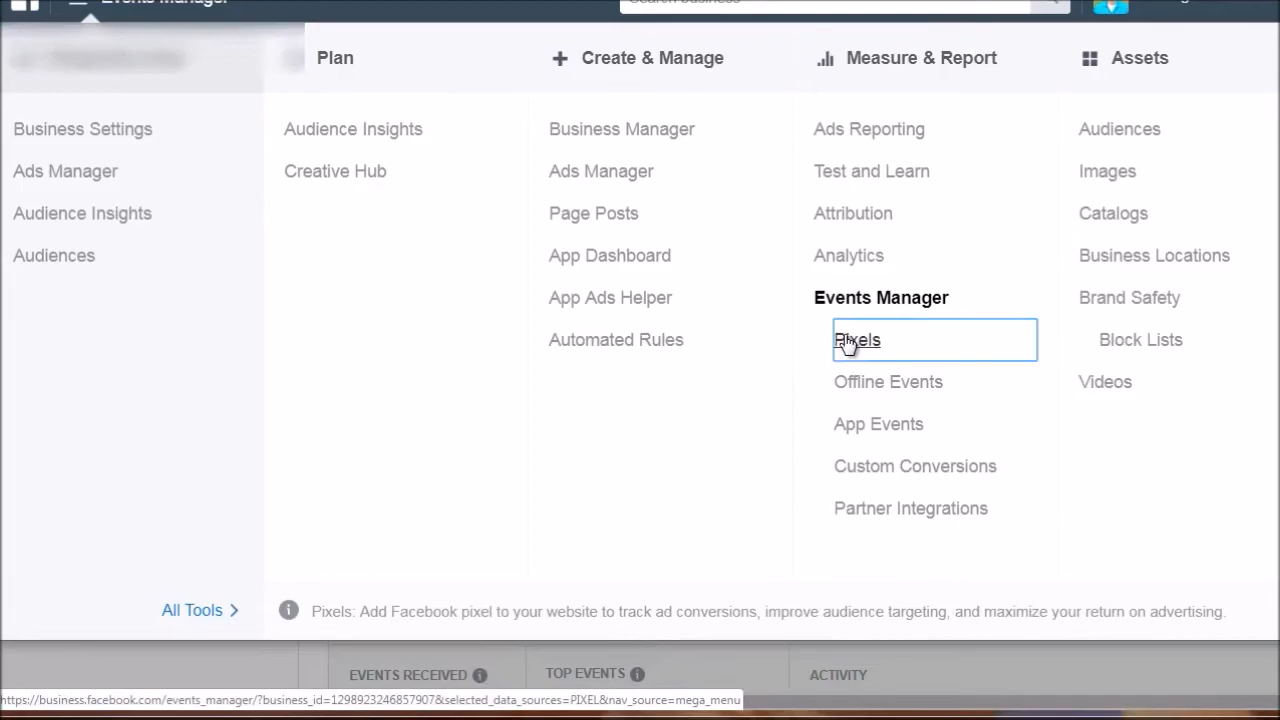 Events Manager
Search business
Plan
Create & Manage
Measure & Report
Assets
Business Settings
Ads Manager
Audience Insights
Audiences
All Tools
Audience Insights
Creative Hub
Business Manager
Ads Manager
Page Posts
App Dashboard
App Ads Helper
Automated Rules
Ads Reporting
Test and Learn
Attribution
Analytics
Events Manager
Pixels
Offline Events
App Events
Custom Conversions
Partner Integrations
Audiences
Images
Catalogs
Business Locations
Brand Safety
Block Lists
Videos
Pixels: Add Facebook pixel to your website to track ad conversions, improve audience targeting, and maximize your return on advertising.
EVENTS RECEIVED
TOP EVENTS
ACTIVITY
https://business.facebook.com/events_manager/?business_id=1298923246857907&selected_data_sources=PIXEL&nav_source=mega_menu